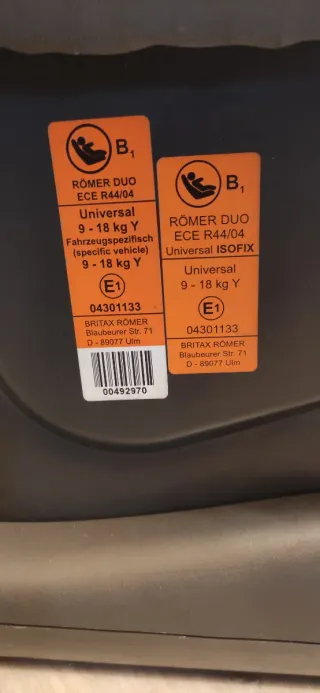 B1
RÖMER DUO
ECE R44/04
Universal
9 - 18 kg Y
Fahrzeugspezifisch
(specific vehicle)
9 - 18 kg Y
E1
04301133
BRITAX RÖMER
Blaubeurer Str. 71
D - 89077 Ulm
00492970
B1
RÖMER DUO
ECE R44/04
Universal ISOFIX
Universal
9 - 18 kg Y
E1
04301133
BRITAX RÖMER
Blaubeurer Str. 71
D - 89077 Ulm